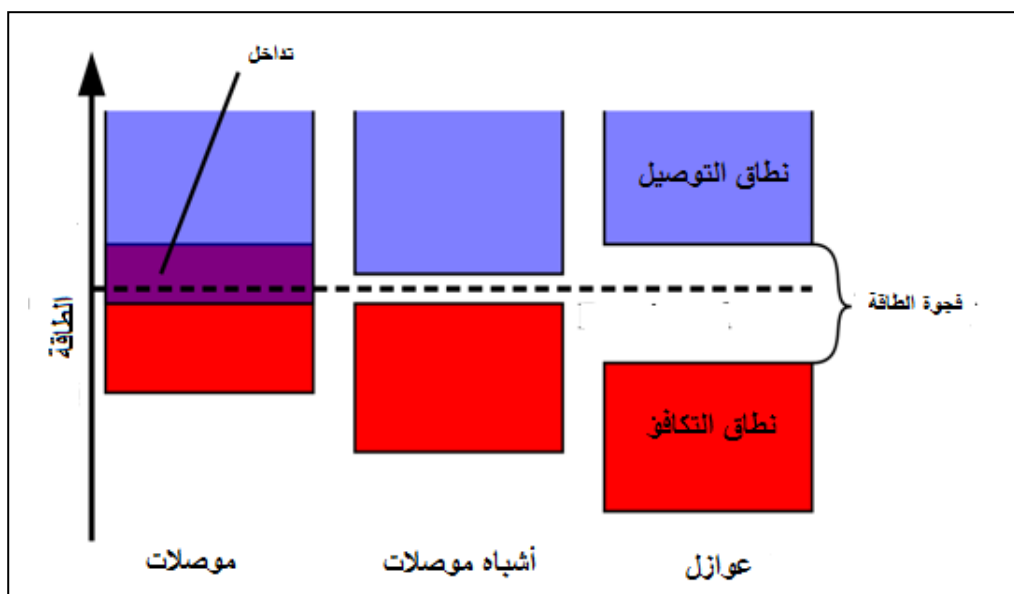 تداخل
نطاق التوصيل
فجوة الطاقة
الطاقة
نطاق التكافؤ
موصلات
أشباه موصلات
عوازل